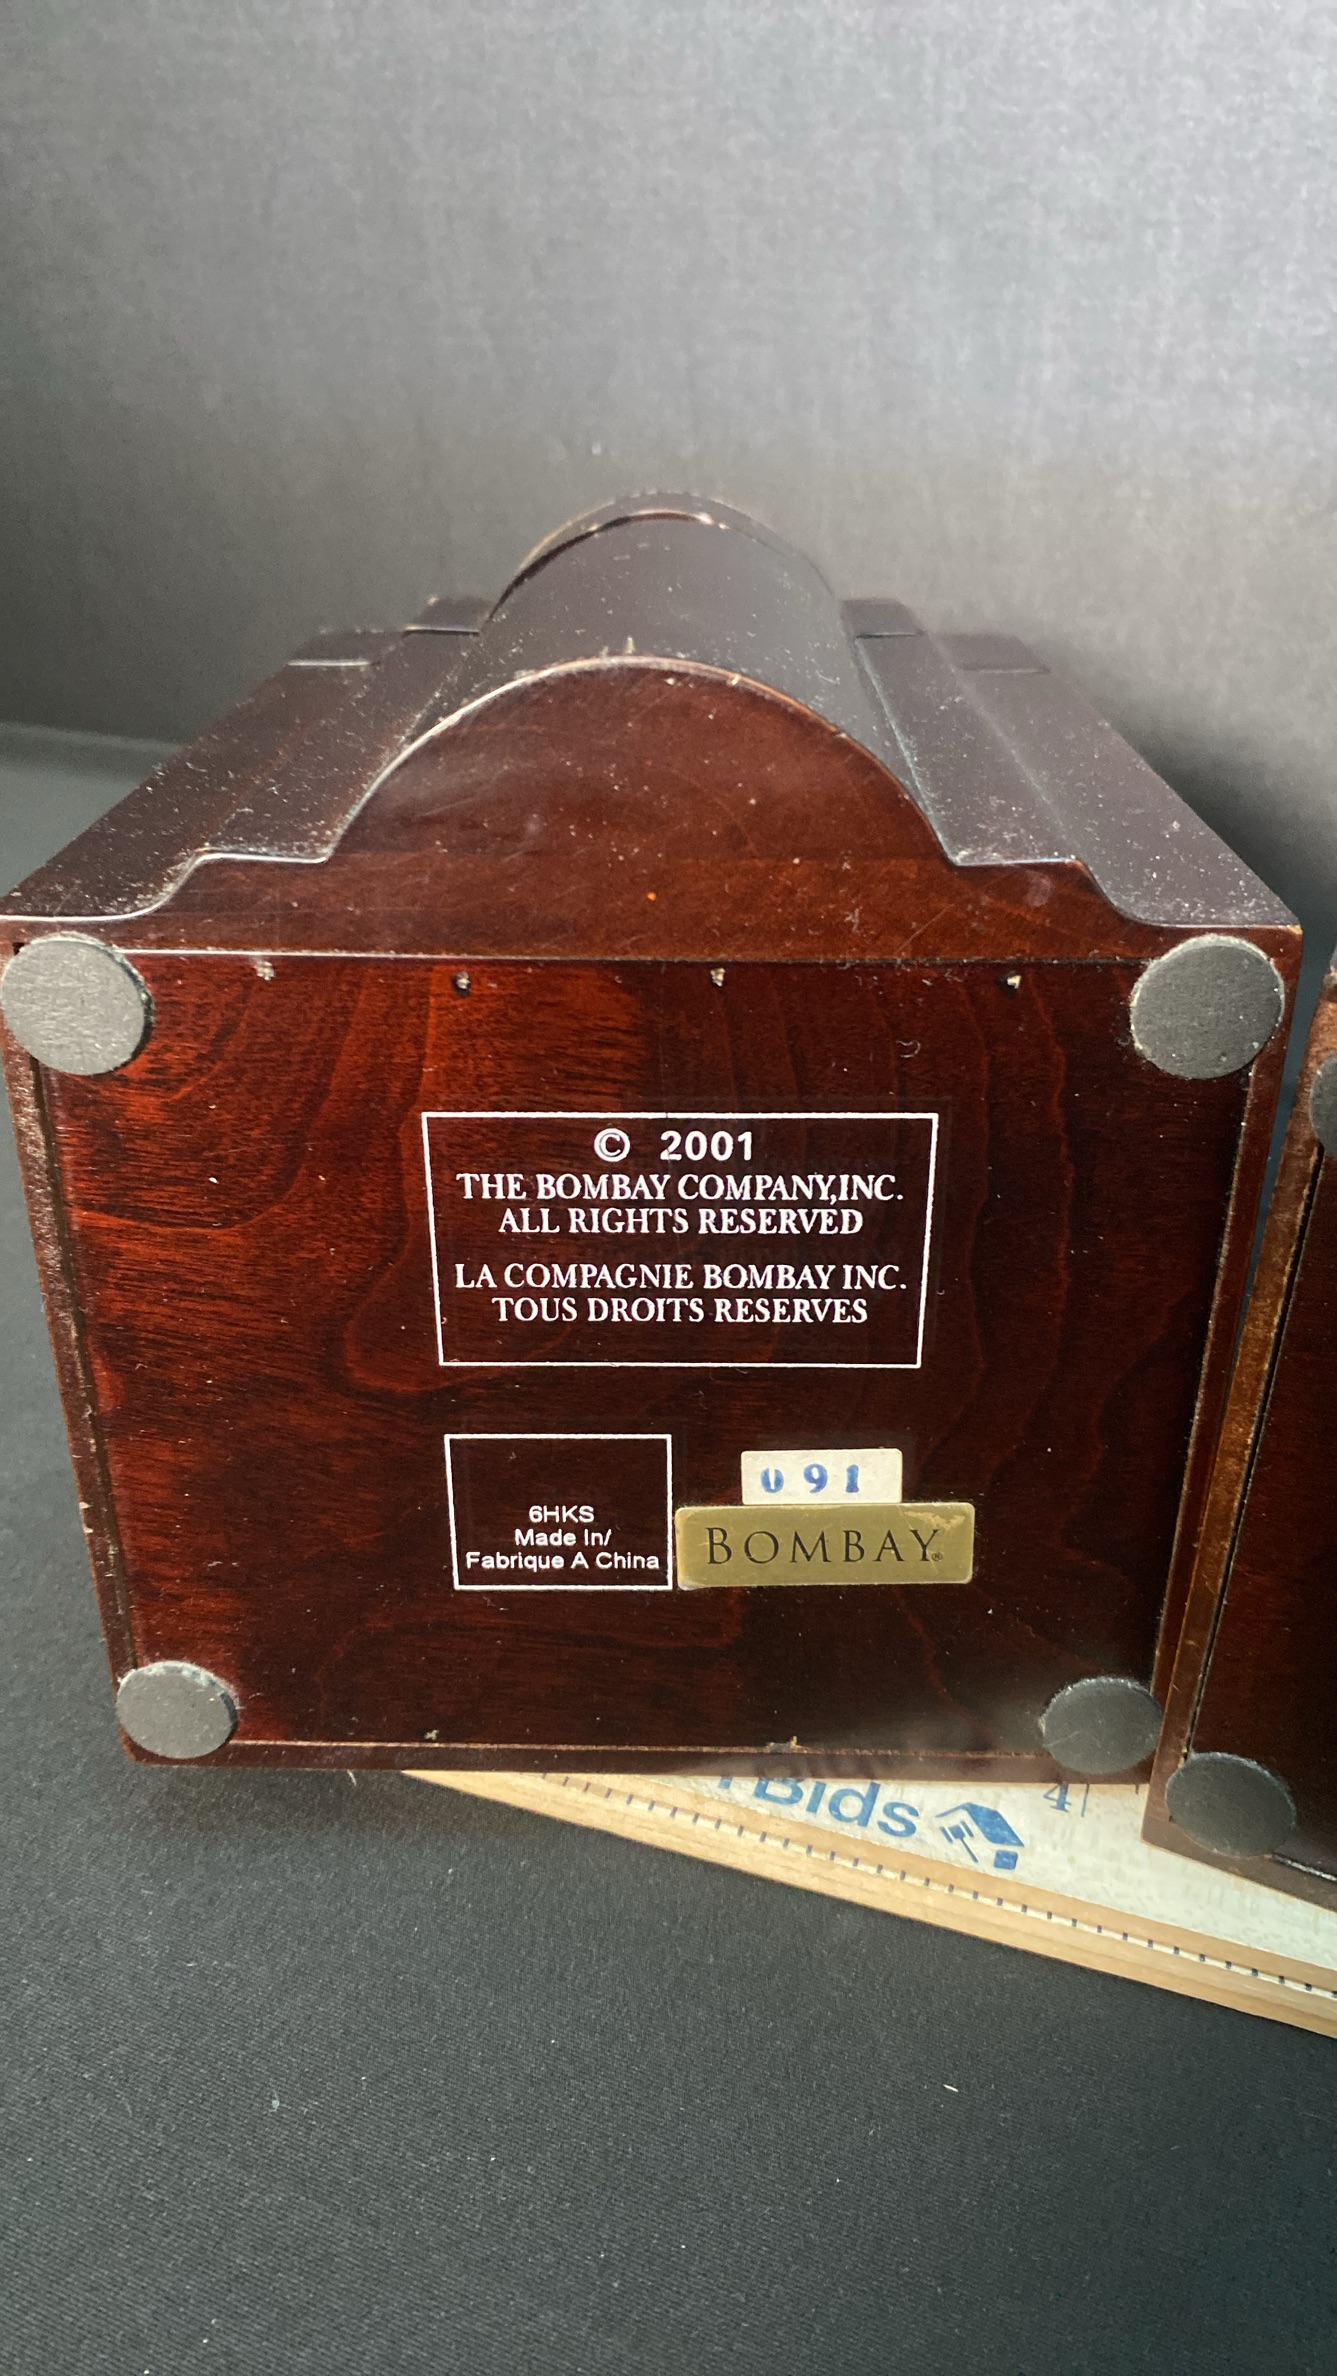 © 2001
THE BOMBAY COMPANY,INC.
ALL RIGHTS RESERVED
LA COMPAGNIE BOMBAY INC.
TOUS DROITS RESERVES
6HKS
Made In/
Fabrique A China
091
BOMBAY®
Bids
4